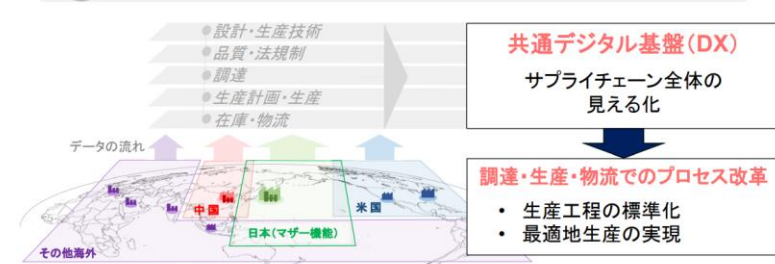 ●設計・生産技術
●品質・法規制
●調達
●生産計画・生産
●在庫・物流
データの流れ
中国
日本(マザー機能)
米国
その他海外
共通デジタル基盤(DX)
サプライチェーン全体の
見える化
調達・生産・物流でのプロセス改革
• 生産工程の標準化
• 最適地生産の実現